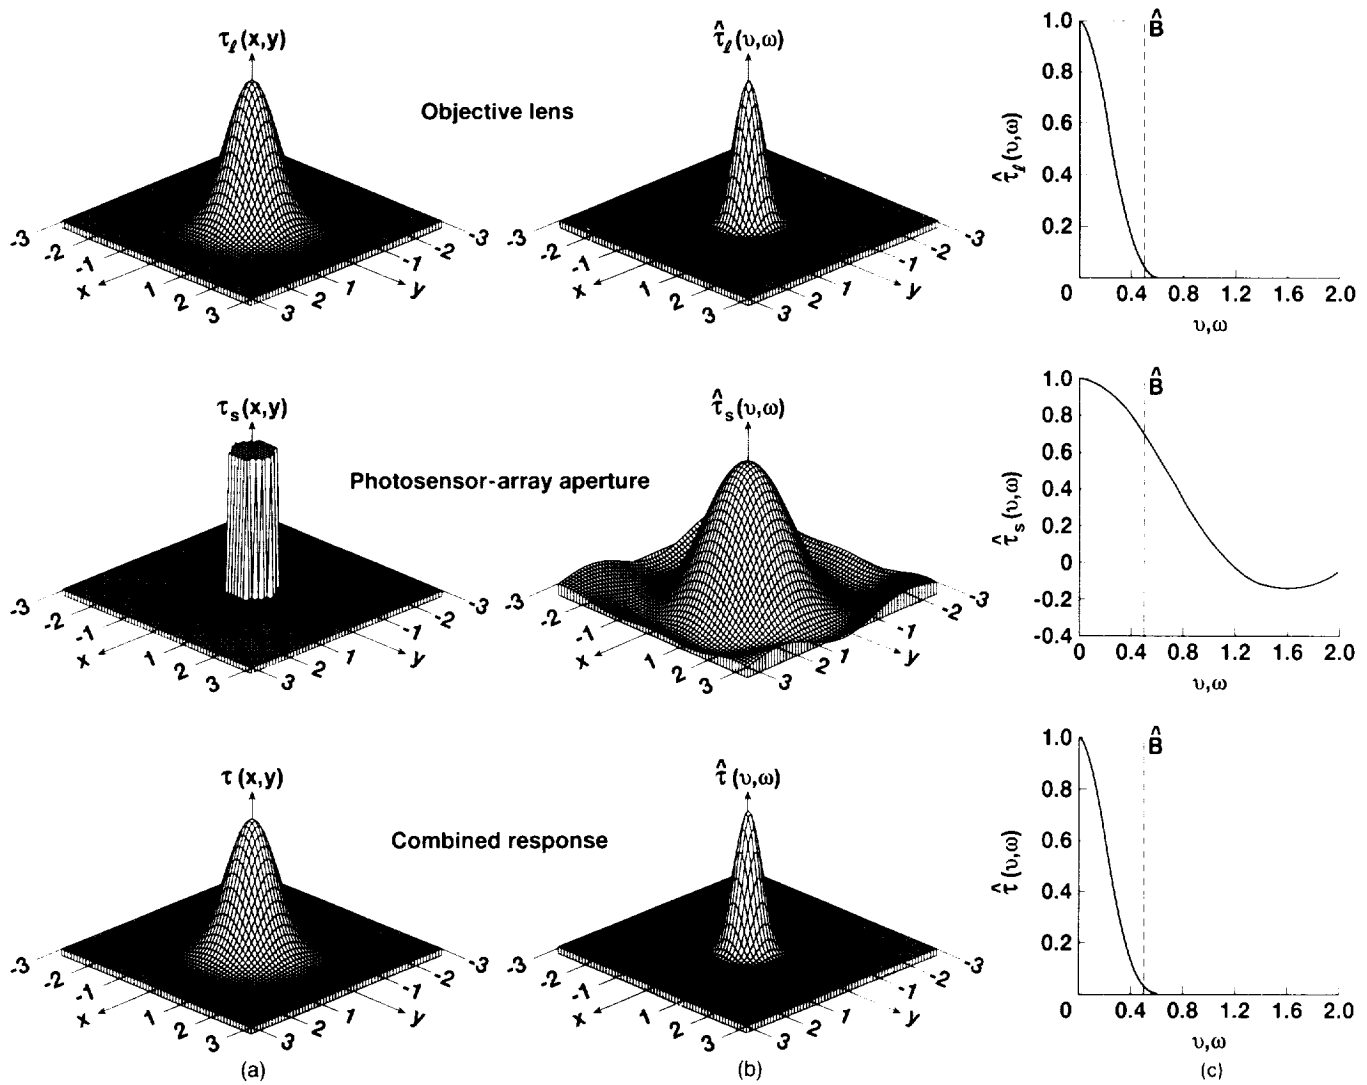 τℓ(x,y)
Objective lens
-3 -2 -1 x 1 2 3
3 2 1 y -1 -2 -3
τ̂ℓ(υ,ω)
-3 -2 -1 x 1 2 3
3 2 1 y -1 -2 -3
τ̂ℓ(υ,ω)
1.0
0.8
0.6
0.4
0.2
B̂
0 0.4 0.8 1.2 1.6 2.0
υ,ω
τs(x,y)
Photosensor-array aperture
-3 -2 -1 x 1 2 3
3 2 1 y -1 -2 -3
τ̂s(υ,ω)
-3 -2 -1 x 1 2 3
3 2 1 y -1 -2 -3
τ̂s(υ,ω)
1.0
0.8
0.6
0.4
0.2
0
-0.2
-0.4
B̂
0 0.4 0.8 1.2 1.6 2.0
υ,ω
τ(x,y)
Combined response
-3 -2 -1 x 1 2 3
3 2 1 y -1 -2 -3
(a)
τ̂(υ,ω)
-3 -2 -1 x 1 2 3
3 2 1 y -1 -2 -3
(b)
τ̂(υ,ω)
1.0
0.8
0.6
0.4
0.2
B̂
0 0.4 0.8 1.2 1.6 2.0
υ,ω
(c)